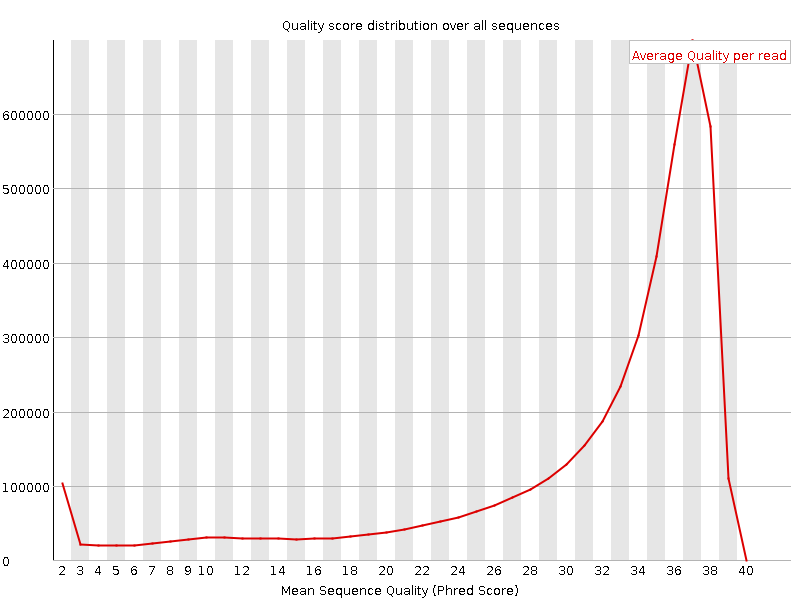 Quality score distribution over all sequences
Average Quality per read
600000
500000
400000
300000
200000
100000
0
2 3 4 5 6 7 8 9 10 12 14 16 18 20 22 24 26 28 30 32 34 36 38 40
Mean Sequence Quality (Phred Score)